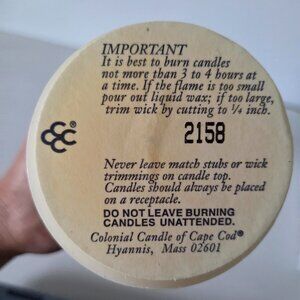 IMPORTANT
It is best to burn candles
not more than 3 to 4 hours at
a time. If the flame is too small
pour out liquid wax; if too large,
trim wick by cutting to ¼ inch.
CCC®
2158
Never leave match stubs or wick
trimmings on candle top.
Candles should always be placed
on a receptacle.
DO NOT LEAVE BURNING
CANDLES UNATTENDED.
Colonial Candle of Cape Cod®
Hyannis, Mass 02601